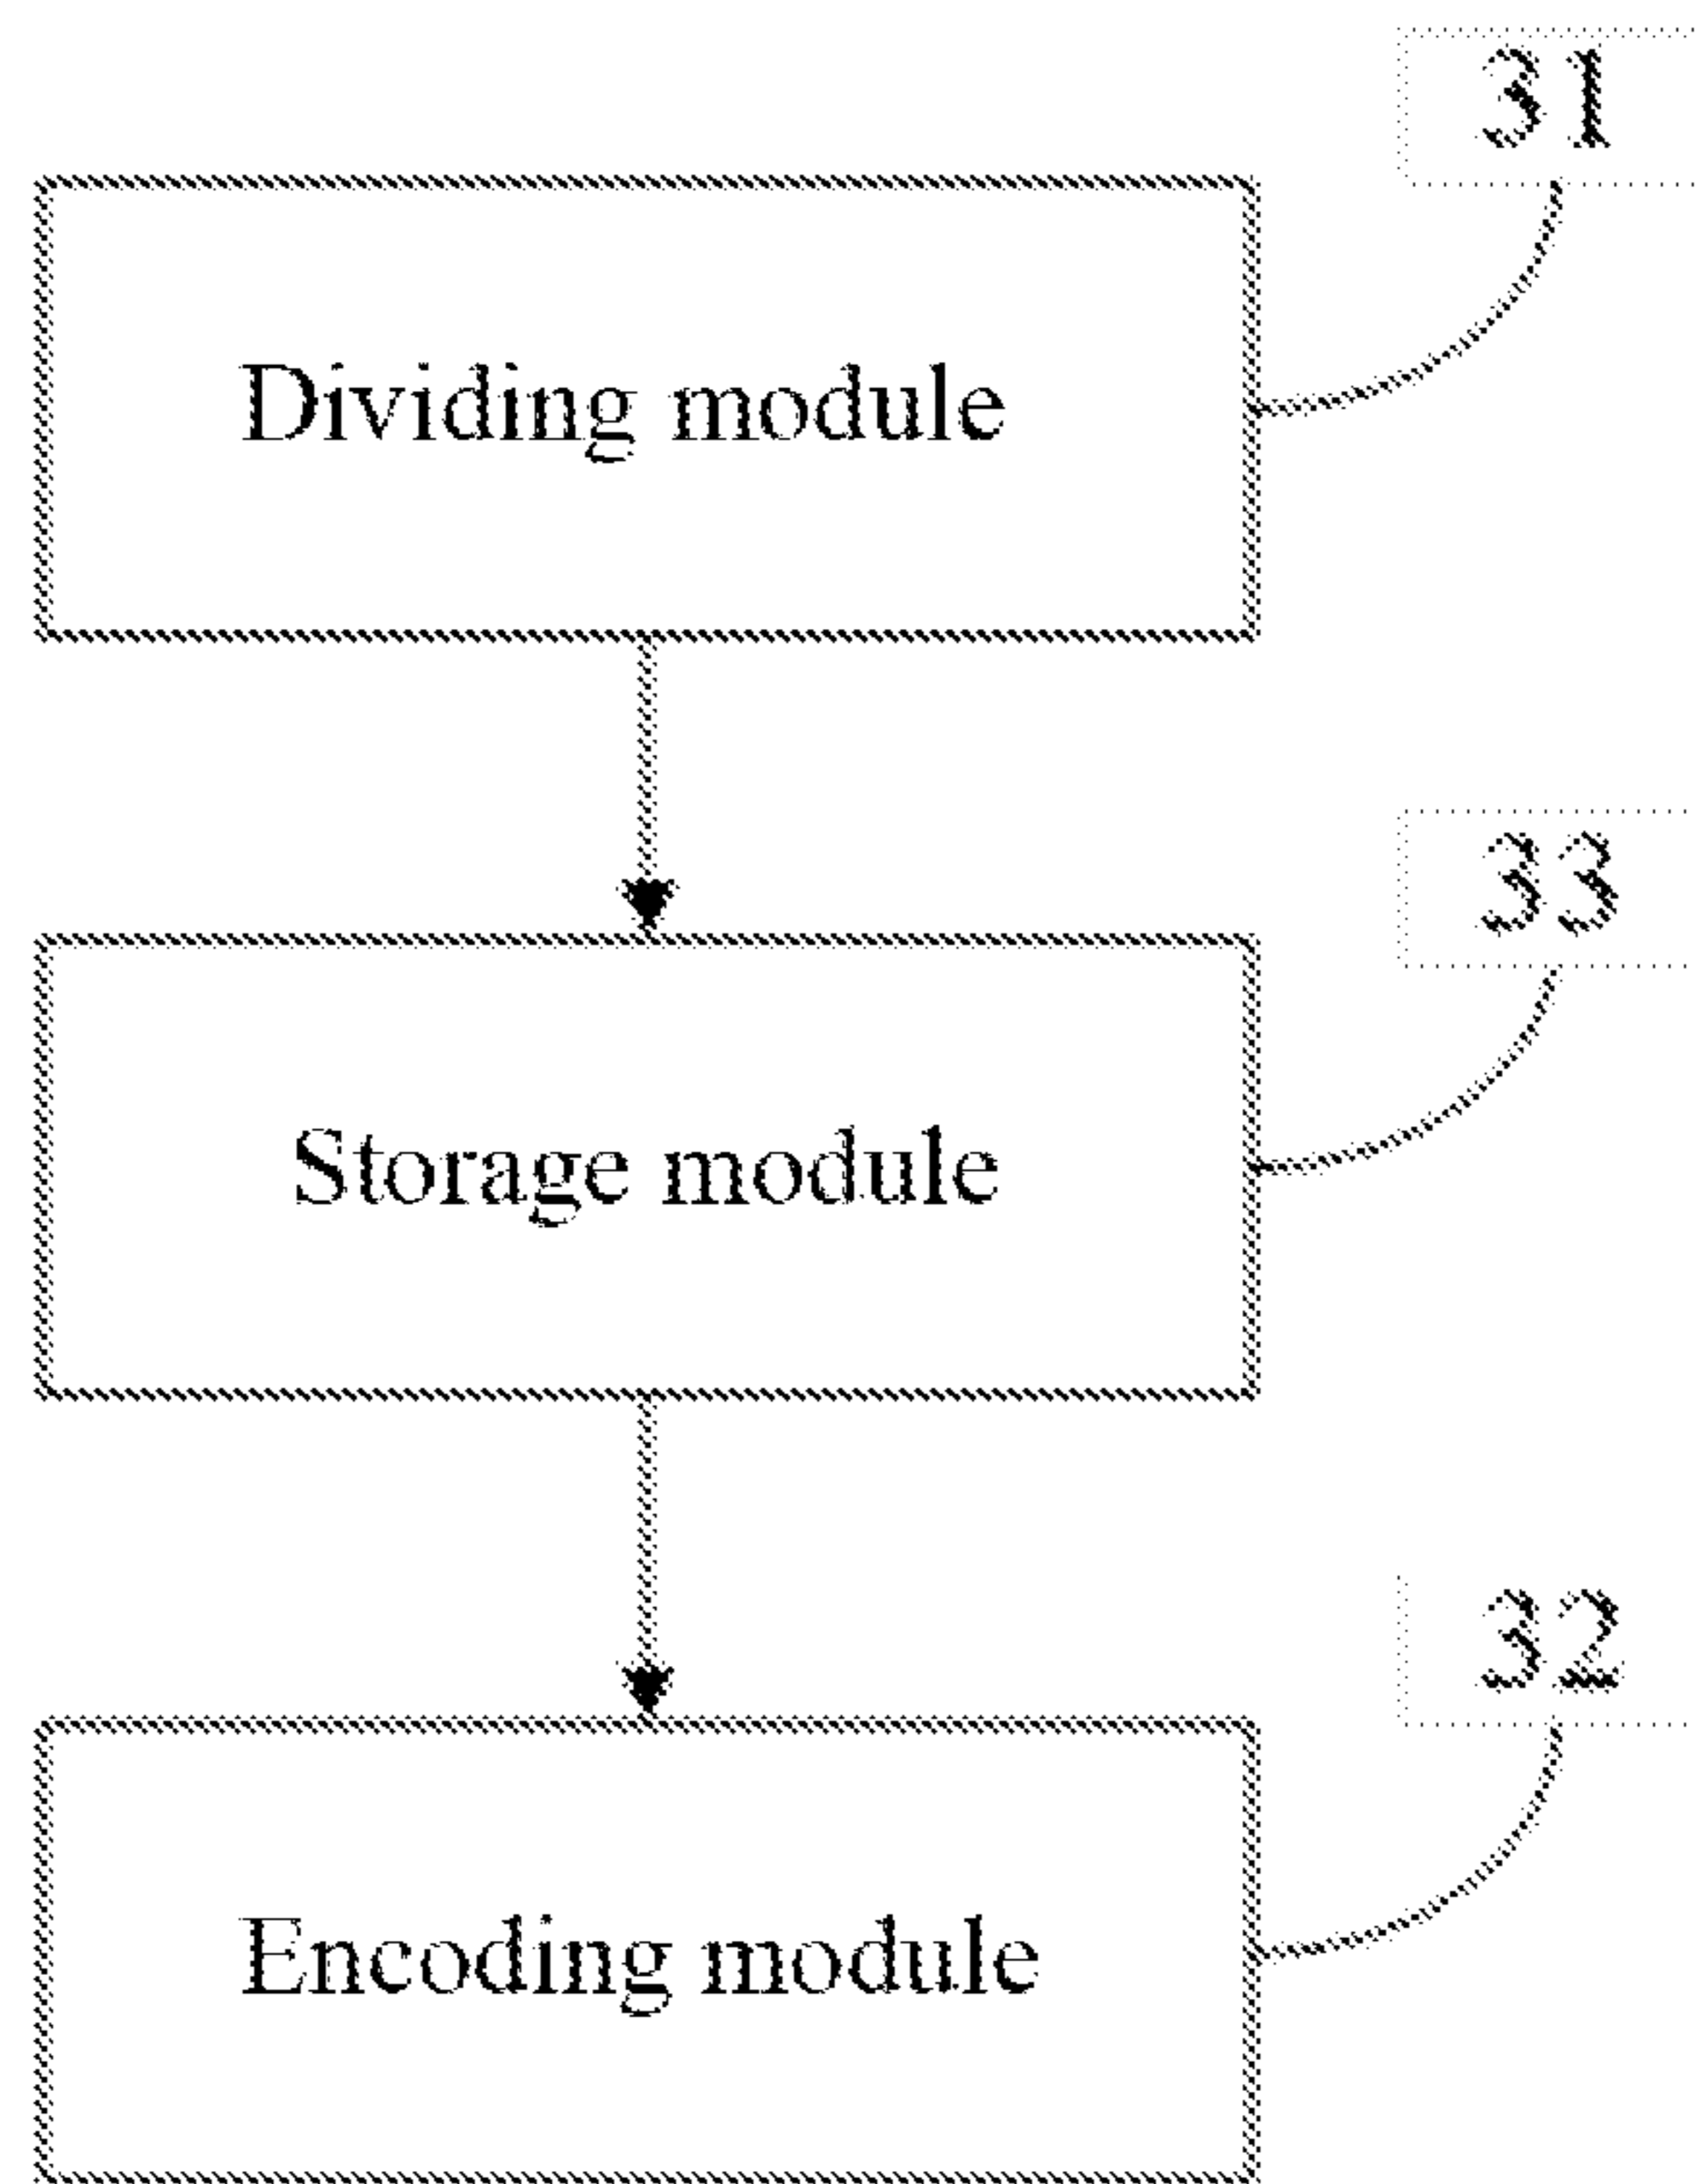 31
Dividing module
33
Storage module
32
Encoding module